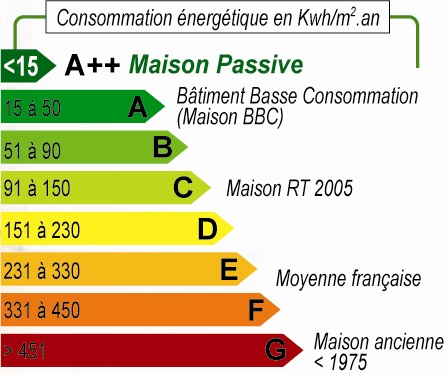 Consommation énergétique en Kwh/m².an
<15 A++ Maison Passive
15 à 50 A Bâtiment Basse Consommation
(Maison BBC)
51 à 90 B
91 à 150 C Maison RT 2005
151 à 230 D
231 à 330 E
Moyenne française
331 à 450 F
> 451 G Maison ancienne
< 1975